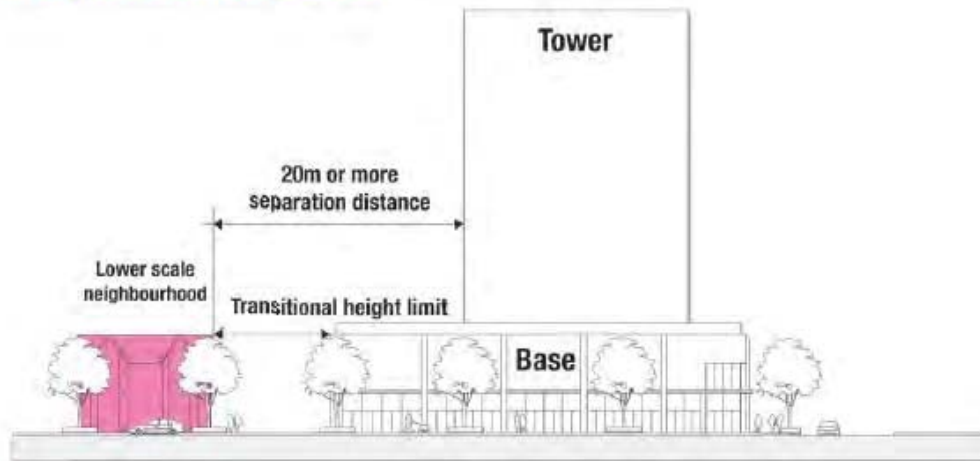 Tower
20m or more
separation distance
Lower scale
neighbourhood
Transitional height limit
Base